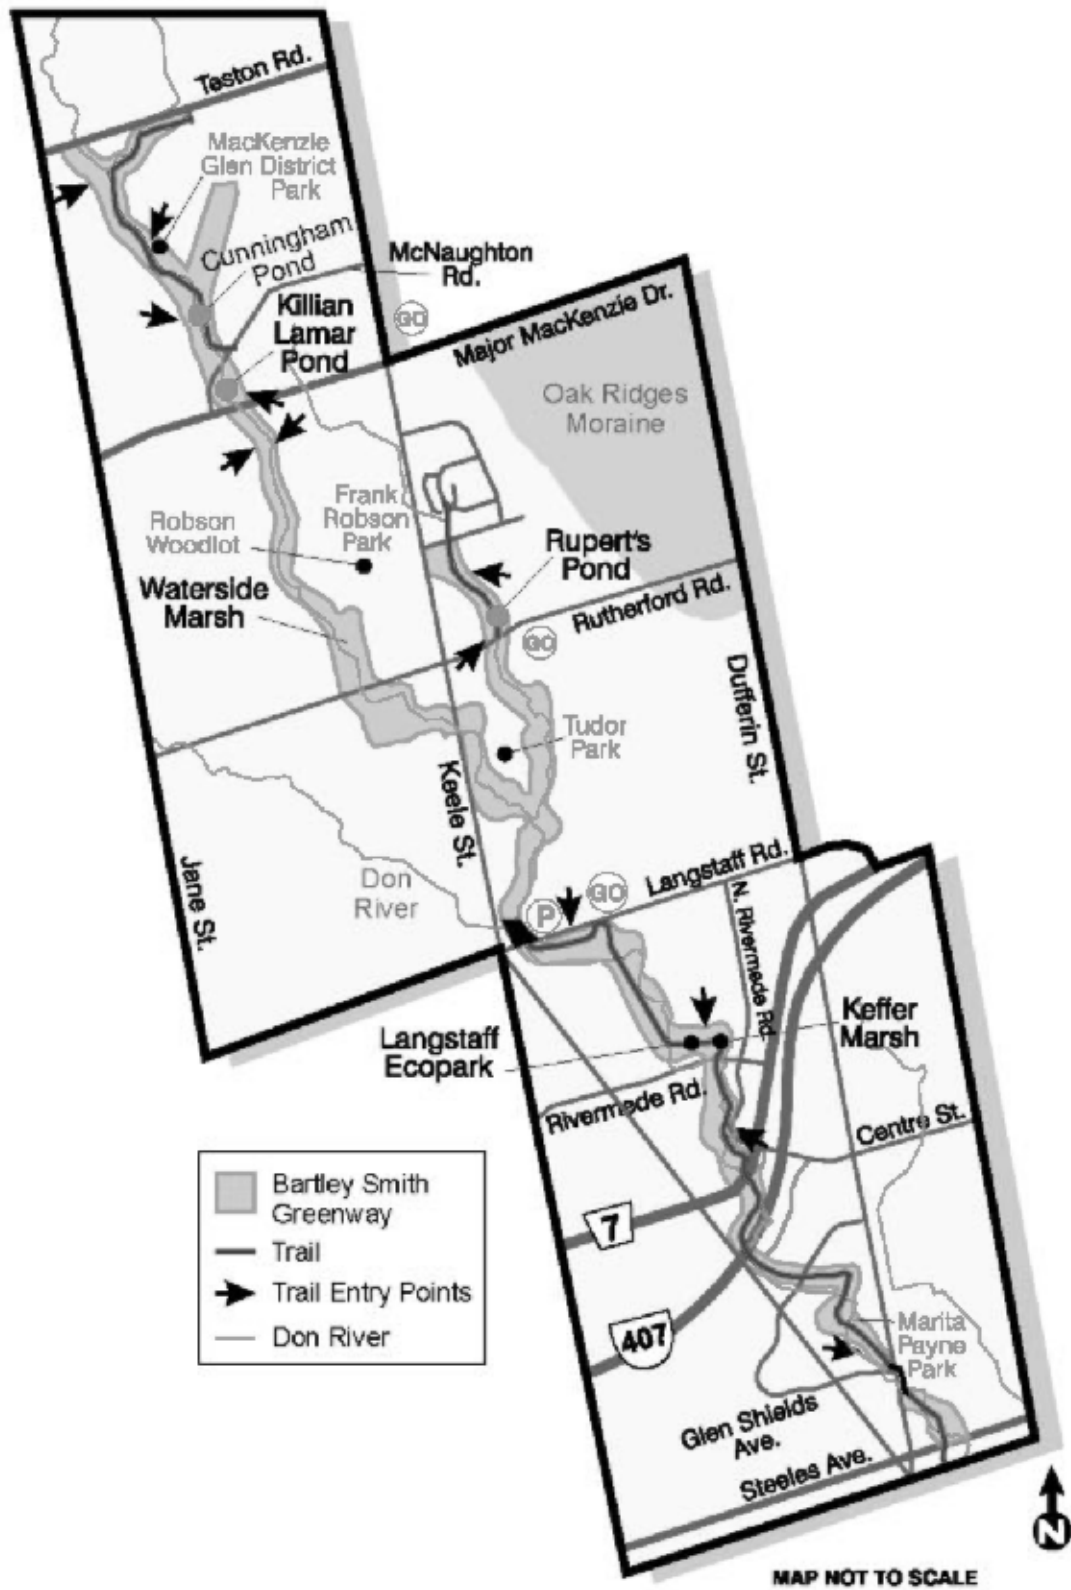 Teston Rd.
MacKenzie
Glen District
Park
Cunningham
Pond
McNaughton
Rd.
Killian
Lamar
Pond
GO
Major MacKenzie Dr.
Oak Ridges
Moraine
Frank
Robson
Park
Robson
Woodlot
Rupert's
Pond
Waterside
Marsh
Rutherford Rd.
GO
Dufferin St.
Tudor
Park
Keele St.
Jane St.
Don
River
Langstaff Rd.
P
GO
N. Rivermede Rd.
Keffer
Marsh
Langstaff
Ecopark
Rivermede Rd.
Centre St.
Bartley Smith
Greenway
Trail
Trail Entry Points
Don River
7
407
Marita
Payne
Park
Glen Shields
Ave.
Steeles Ave.
N
MAP NOT TO SCALE